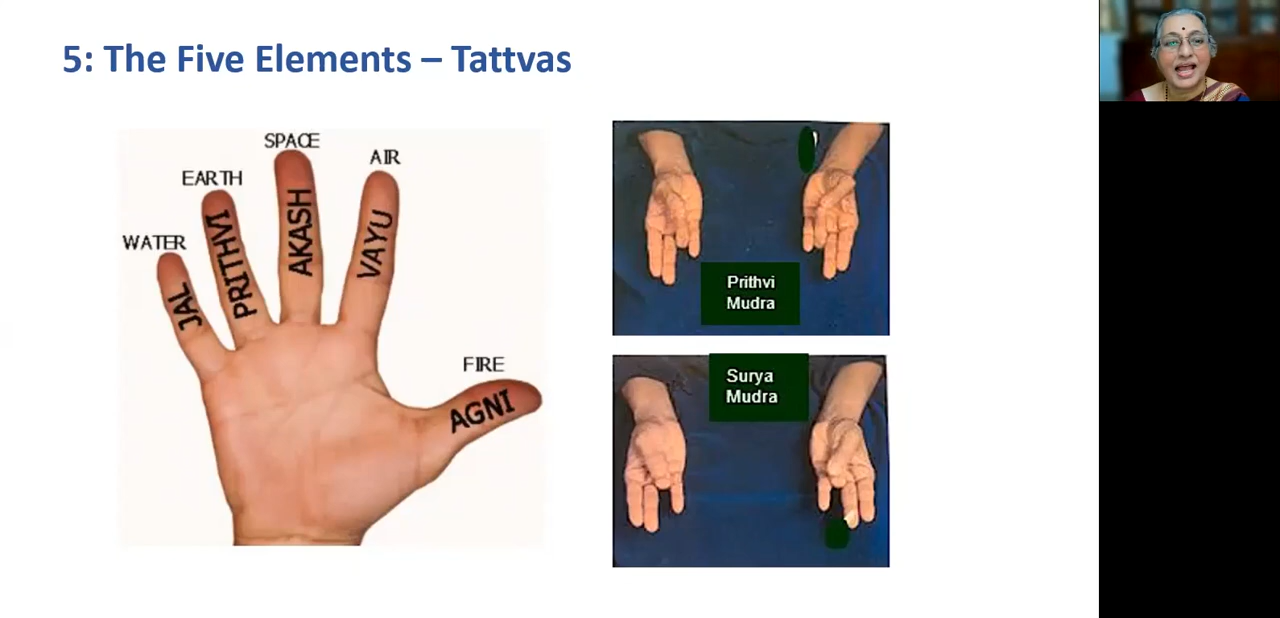 5: The Five Elements – Tattvas
SPACE
AIR
EARTH
WATER
FIRE
JAL
PRITHVI
AKASH
VAYU
AGNI
Prithvi
Mudra
Surya
Mudra